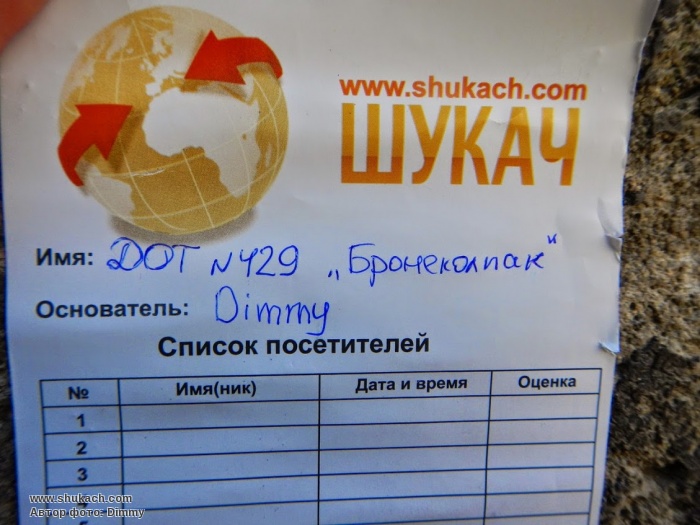 www.shukach.com
ШУКАЧ
Имя: ДОТ №429 „Бронеколпак“
Основатель: Dimmy
Список посетителей
№ Имя(ник) Дата и время Оценка
1
2
3
www.shukach.com
Автор фото: Dimmy